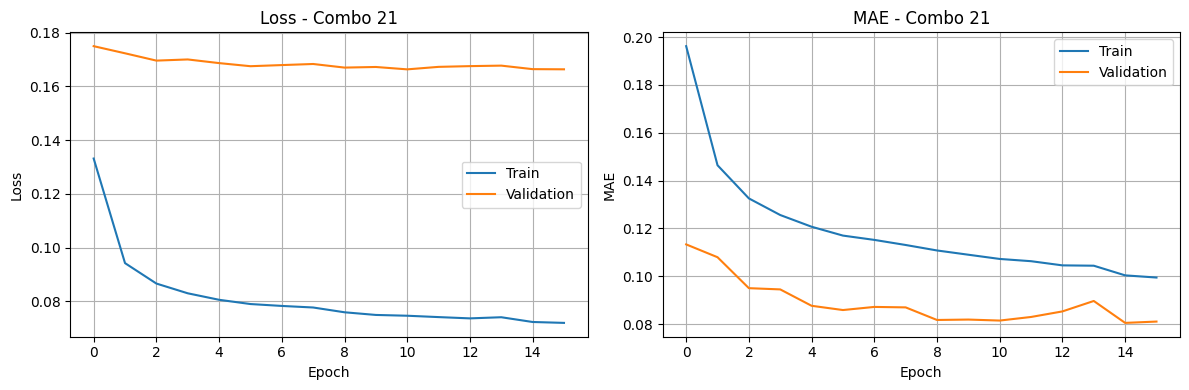 Loss - Combo 21
0.18
0.16
0.14
0.12
0.10
0.08
Loss
0 2 4 6 8 10 12 14
Epoch
Train
Validation
MAE - Combo 21
0.20
0.18
0.16
0.14
0.12
0.10
0.08
MAE
0 2 4 6 8 10 12 14
Epoch
Train
Validation